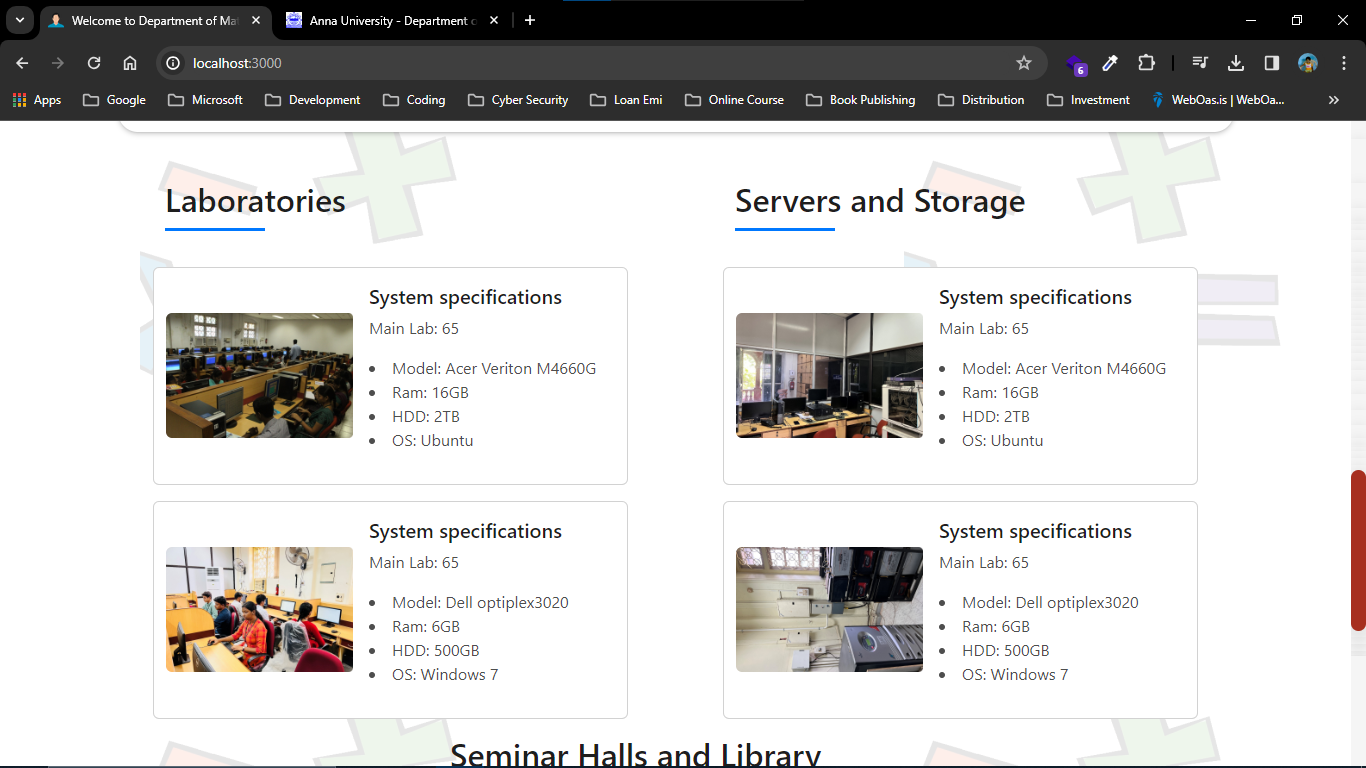 Welcome to Department of Mat
Anna University - Department o
localhost:3000
6
Apps
Google
Microsoft
Development
Coding
Cyber Security
Loan Emi
Online Course
Book Publishing
Distribution
Investment
WebOas.is | WebOa...
Laboratories
System specifications
Main Lab: 65
Model: Acer Veriton M4660G
Ram: 16GB
HDD: 2TB
OS: Ubuntu
System specifications
Main Lab: 65
Model: Dell optiplex3020
Ram: 6GB
HDD: 500GB
OS: Windows 7
Servers and Storage
System specifications
Main Lab: 65
Model: Acer Veriton M4660G
Ram: 16GB
HDD: 2TB
OS: Ubuntu
System specifications
Main Lab: 65
Model: Dell optiplex3020
Ram: 6GB
HDD: 500GB
OS: Windows 7
Seminar Halls and Library